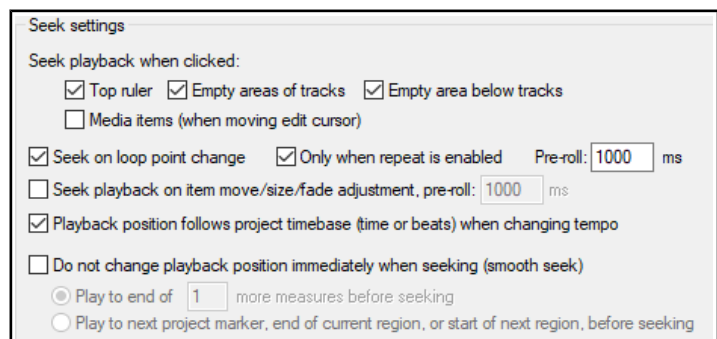 Seek settings
Seek playback when clicked:
Top ruler Empty areas of tracks Empty area below tracks
Media items (when moving edit cursor)
Seek on loop point change Only when repeat is enabled Pre-roll: 1000 ms
Seek playback on item move/size/fade adjustment, pre-roll: 1000 ms
Playback position follows project timebase (time or beats) when changing tempo
Do not change playback position immediately when seeking (smooth seek)
Play to end of 1 more measures before seeking
Play to next project marker, end of current region, or start of next region, before seeking